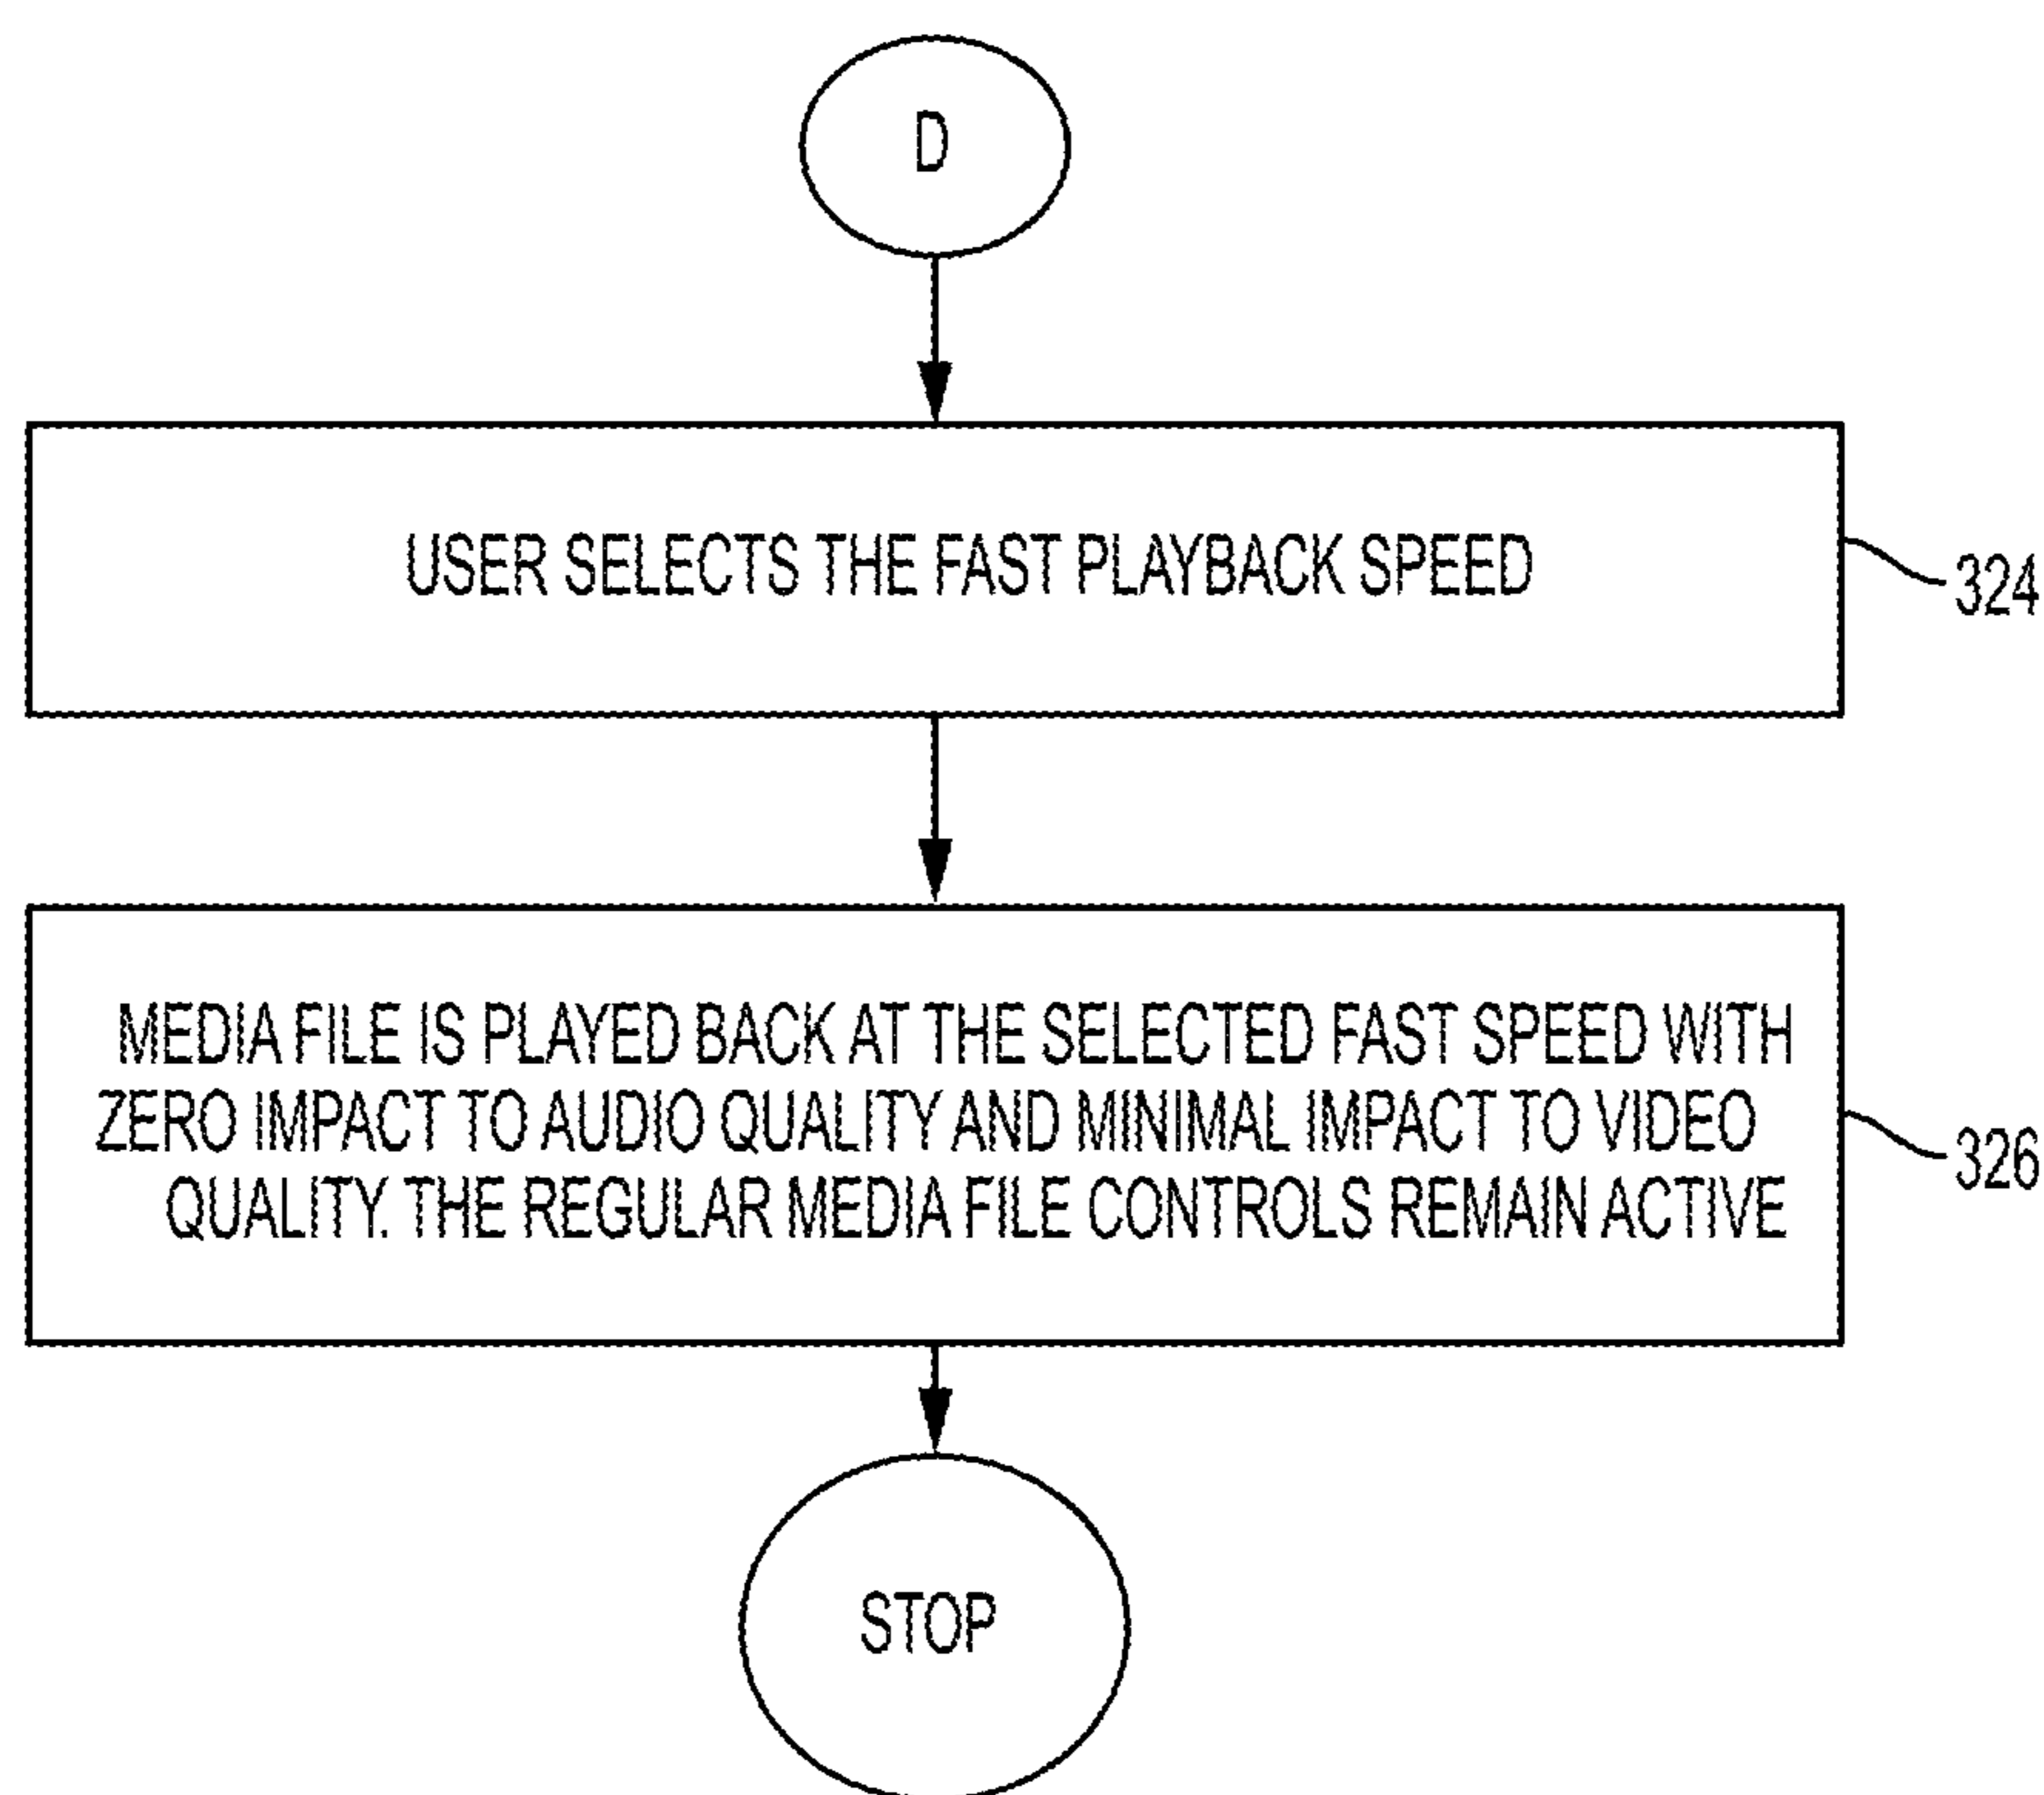 D
USER SELECTS THE FAST PLAYBACK SPEED
324
MEDIA FILE IS PLAYED BACK AT THE SELECTED FAST SPEED WITH
ZERO IMPACT TO AUDIO QUALITY AND MINIMAL IMPACT TO VIDEO
QUALITY. THE REGULAR MEDIA FILE CONTROLS REMAIN ACTIVE
326
STOP